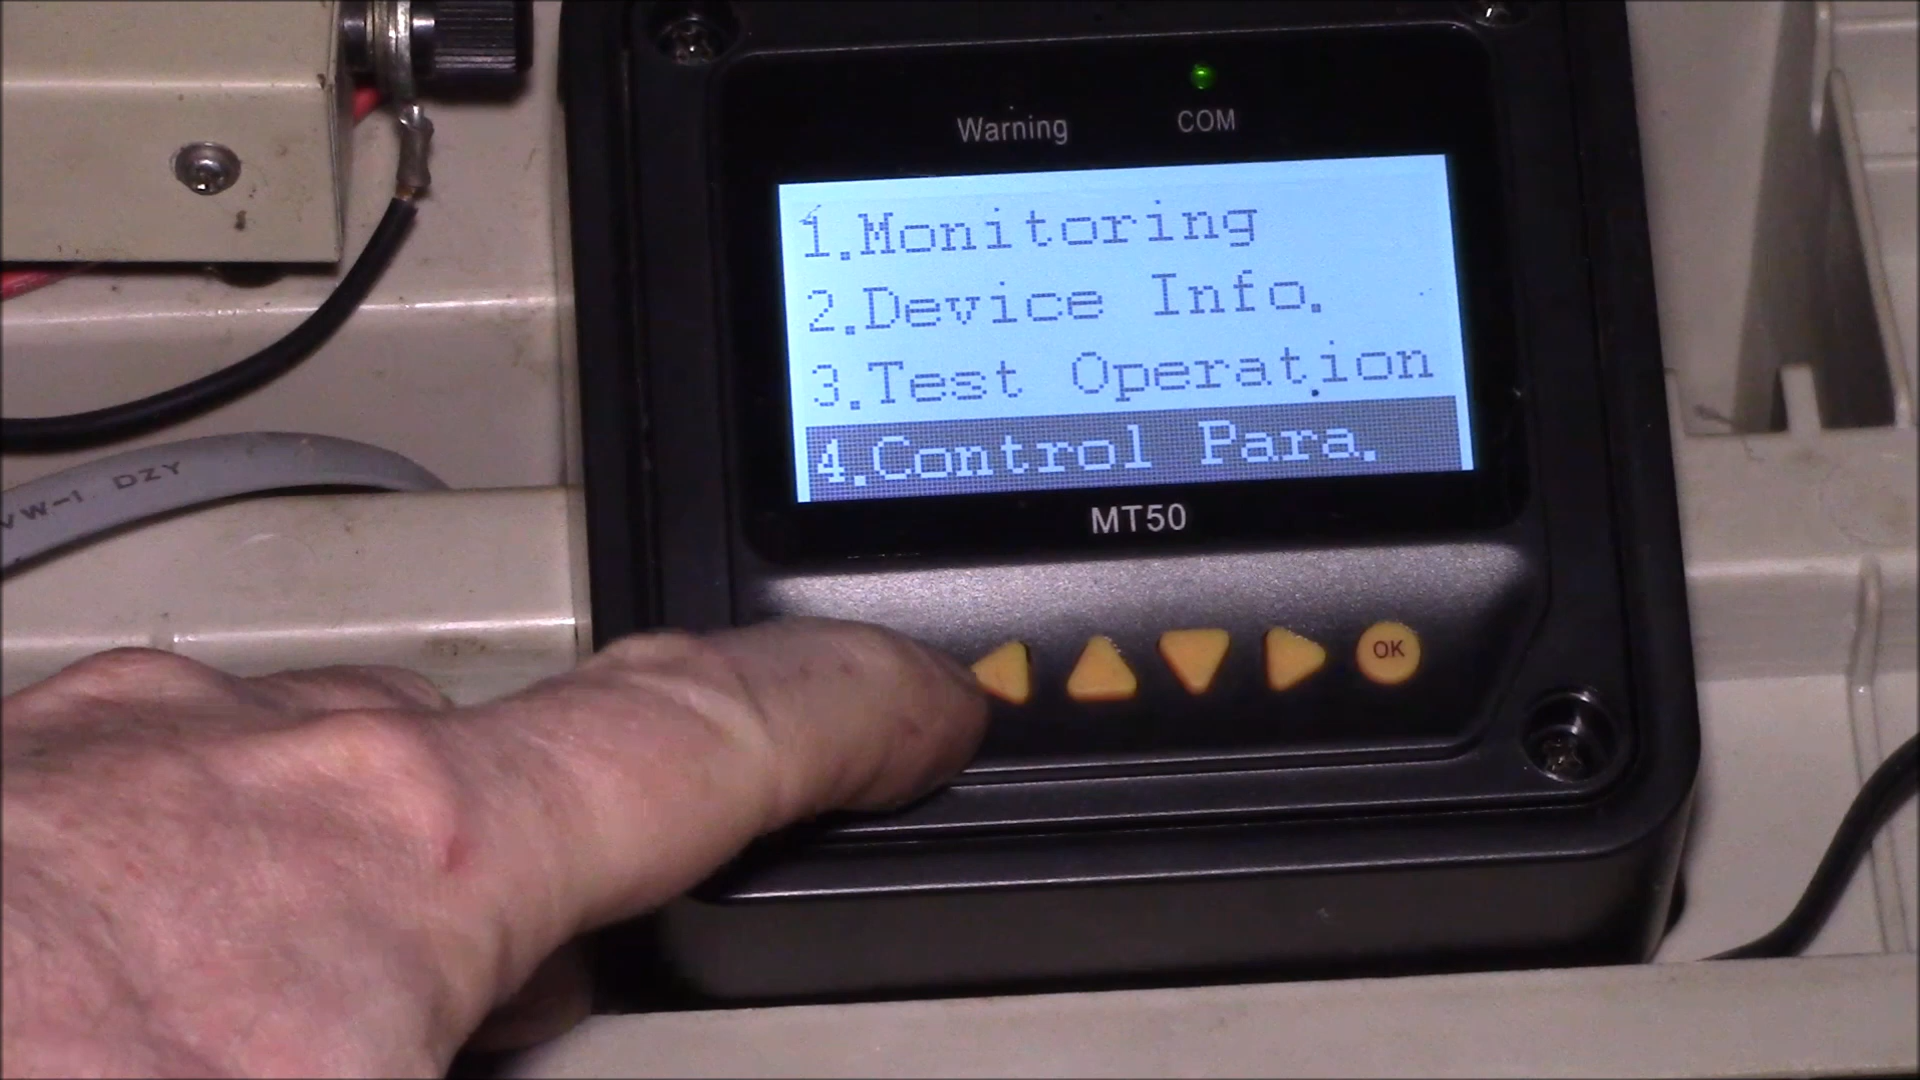 Warning
COM
1.Monitoring
2.Device Info.
3.Test Operation
4.Control Para.
MT50
OK
VW-1 DZY